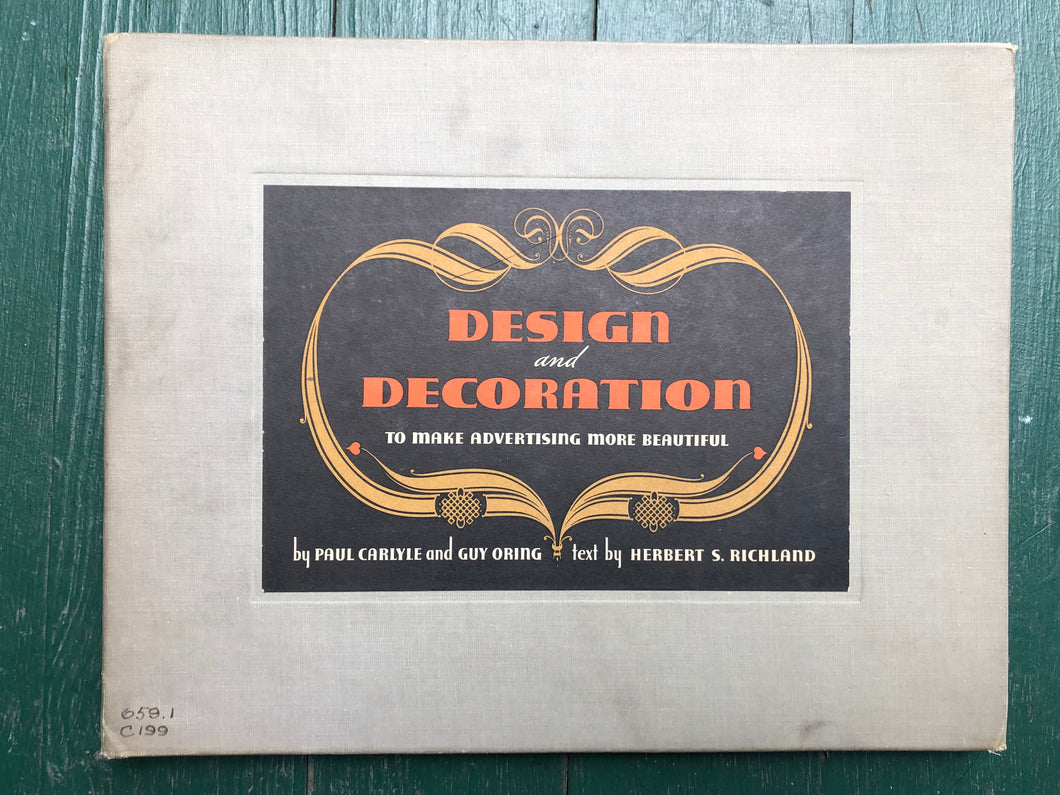 DESIGN
and
DECORATION
TO MAKE ADVERTISING MORE BEAUTIFUL
by PAUL CARLYLE and GUY ORING text by HERBERT S. RICHLAND
659.1
C199